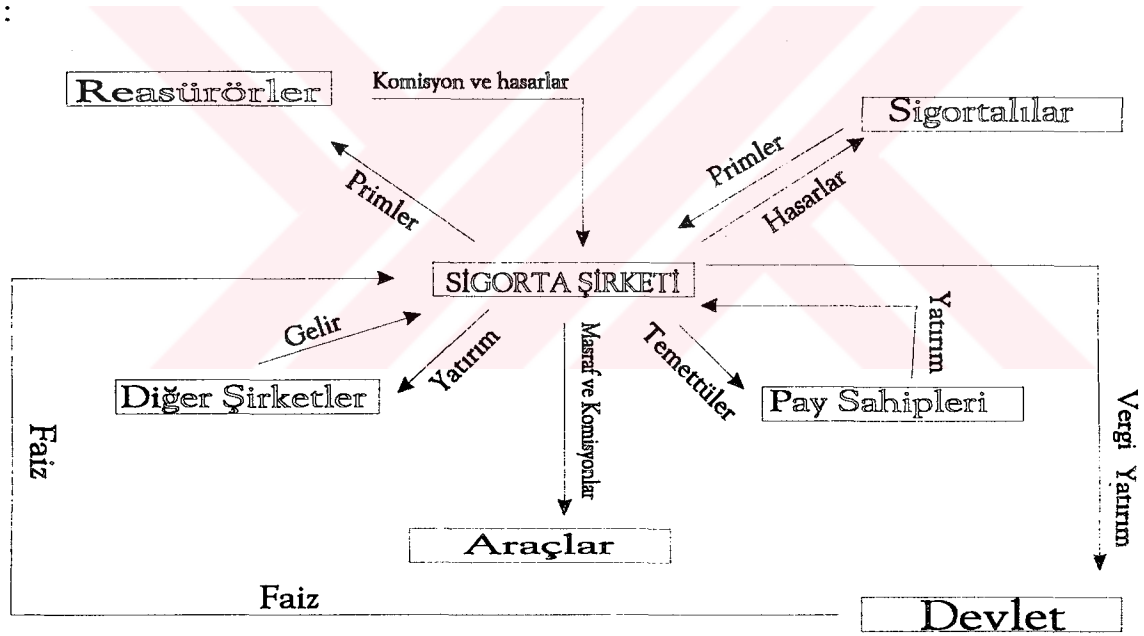 :
Komisyon ve hasarlar
Reasürörler
Sigortalılar
Primler
Primler
Hasarlar
SİGORTA ŞİRKETİ
Gelir
Yatırım
Masraf ve Komisyonlar
Temettüler
Yatırım
Diğer Şirketler
Pay Sahipleri
Vergi Yatırım
Faiz
Araçlar
Faiz
Devlet